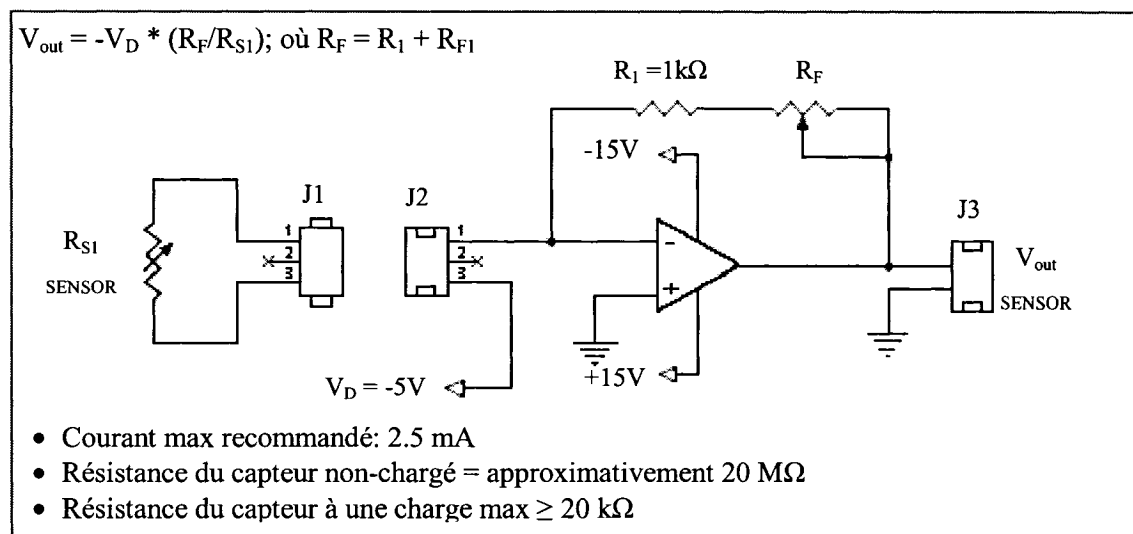 V_out = -V_D * (R_F/R_S1); où R_F = R_1 + R_F1
R_1 =1kΩ
R_F
-15V
J1
J2
J3
R_S1
SENSOR
1
2
3
1
2
3
-
+
V_out
SENSOR
V_D = -5V
+15V
• Courant max recommandé: 2.5 mA
• Résistance du capteur non-chargé = approximativement 20 MΩ
• Résistance du capteur à une charge max ≥ 20 kΩ